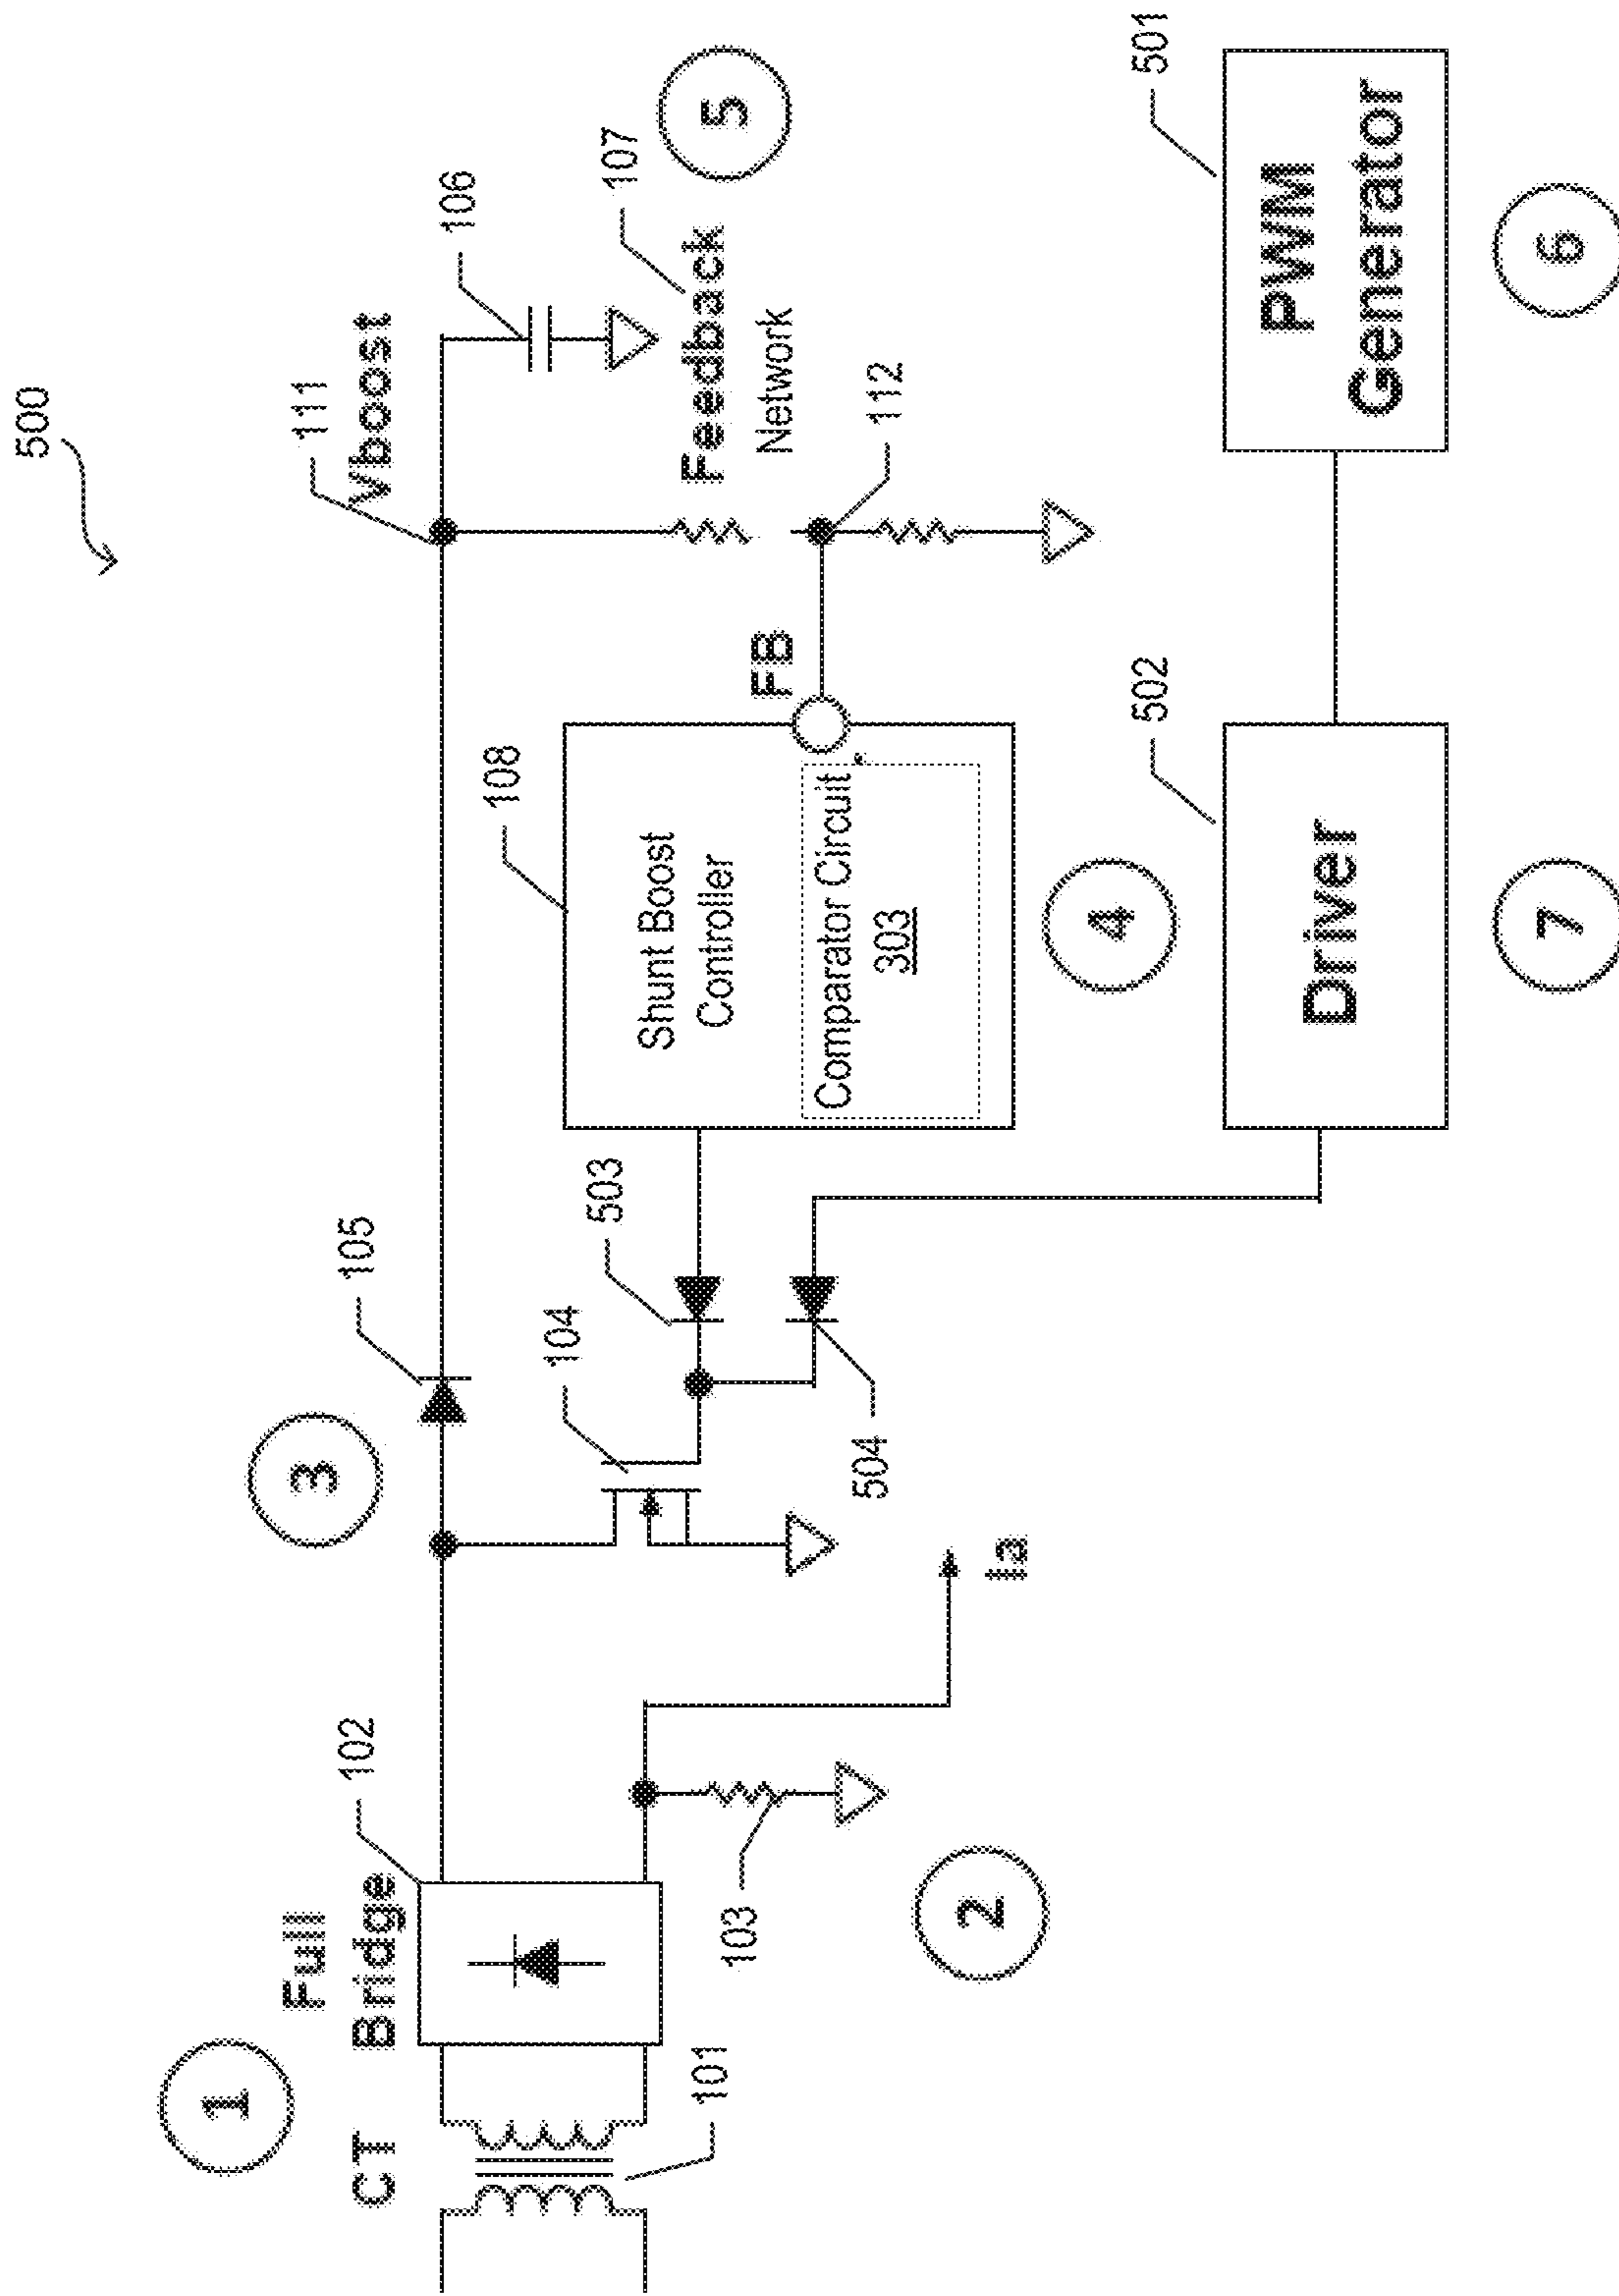 500
1
CT
101
Full
Bridge
102
103
2
Ia
3
105
104
503
504
108
Shunt Boost
Controller
Comparator Circuit
303
4
FB
111
Vboost
106
107
Feedback
Network
112
5
502
Driver
7
501
PWM
Generator
6